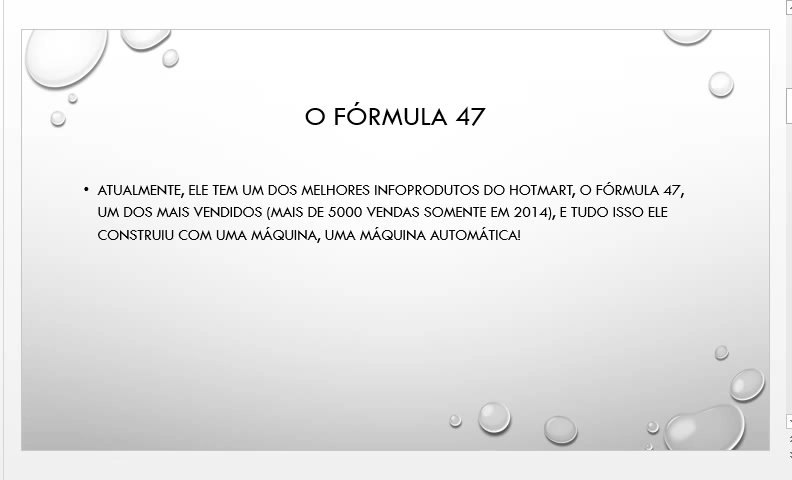 O FÓRMULA 47
• ATUALMENTE, ELE TEM UM DOS MELHORES INFOPRODUTOS DO HOTMART, O FÓRMULA 47,
UM DOS MAIS VENDIDOS (MAIS DE 5000 VENDAS SOMENTE EM 2014), E TUDO ISSO ELE
CONSTRUIU COM UMA MÁQUINA, UMA MÁQUINA AUTOMÁTICA!